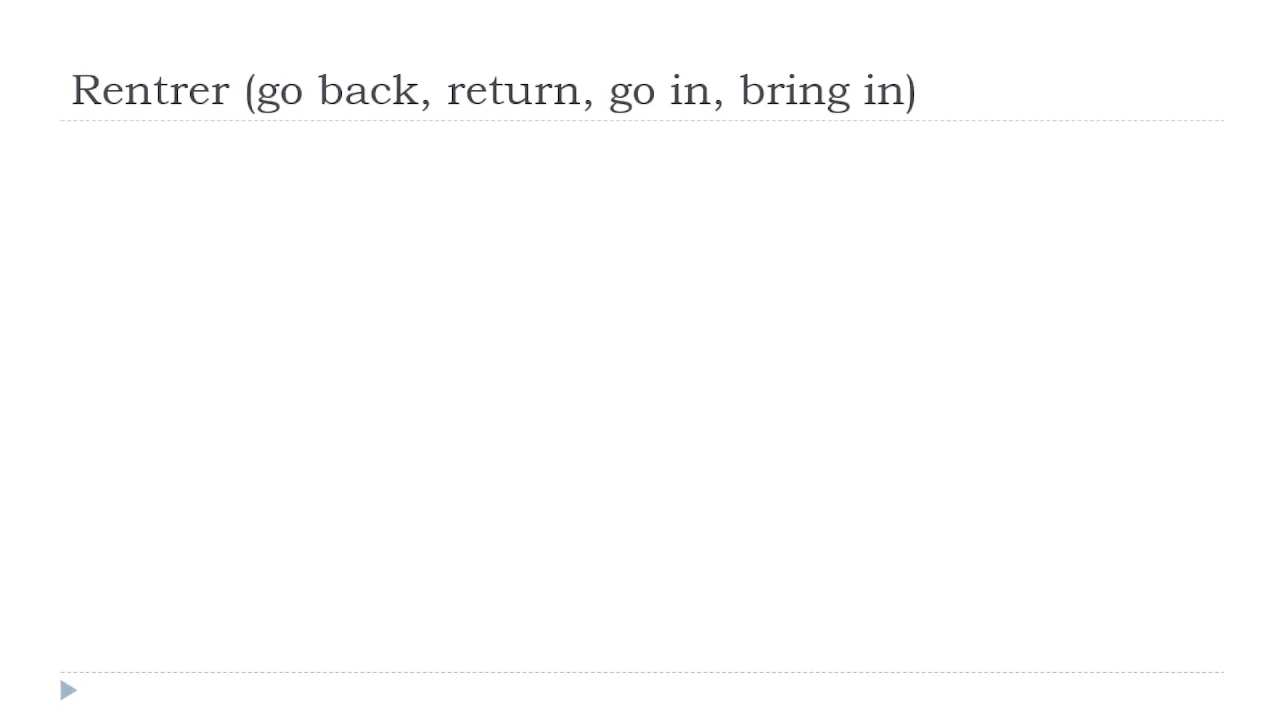 Rentrer (go back, return, go in, bring in)